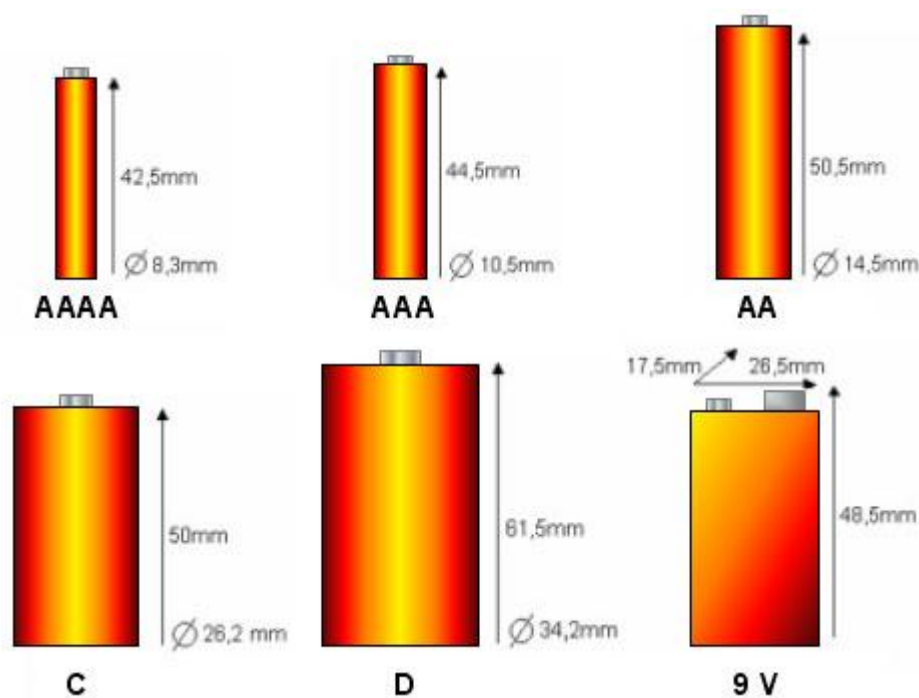 42,5mm
Ø 8,3mm
AAAA
44,5mm
Ø 10,5mm
AAA
50,5mm
Ø 14,5mm
AA
50mm
Ø 26,2 mm
C
61,5mm
Ø 34,2mm
D
17,5mm 26,5mm
48,5mm
9 V